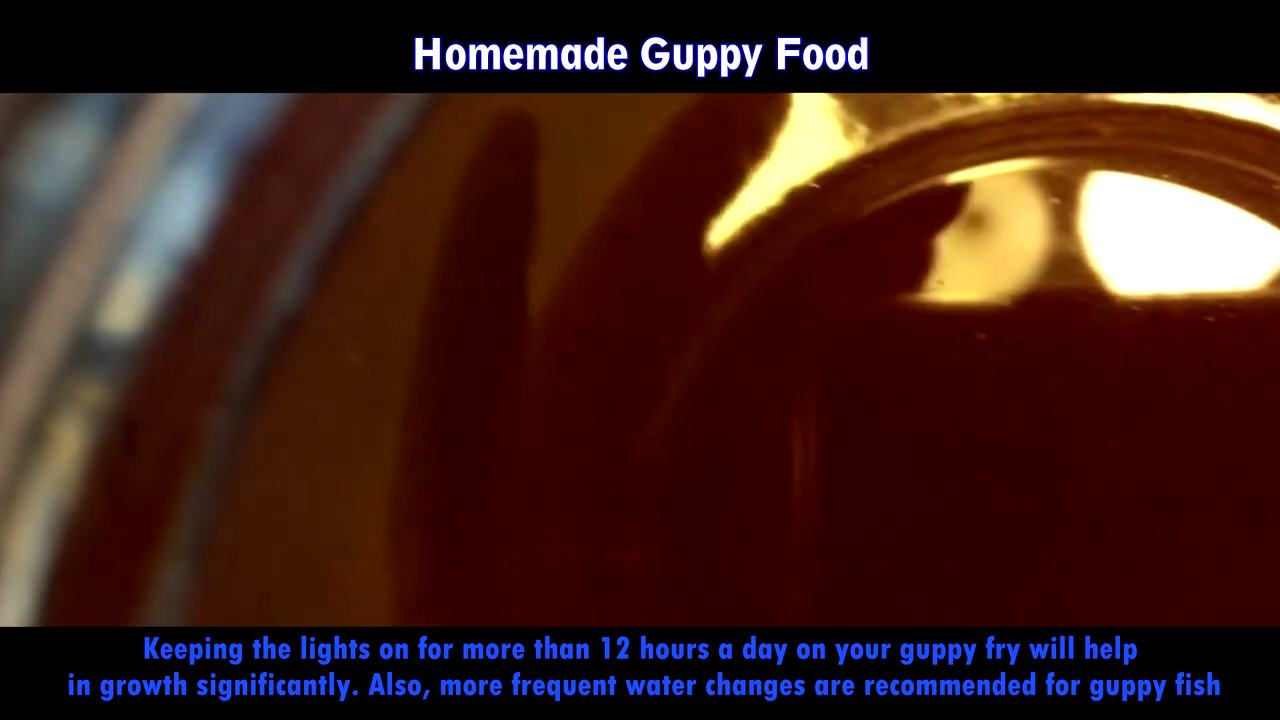 Homemade Guppy Food
Keeping the lights on for more than 12 hours a day on your guppy fry will help
in growth significantly. Also, more frequent water changes are recommended for guppy fish